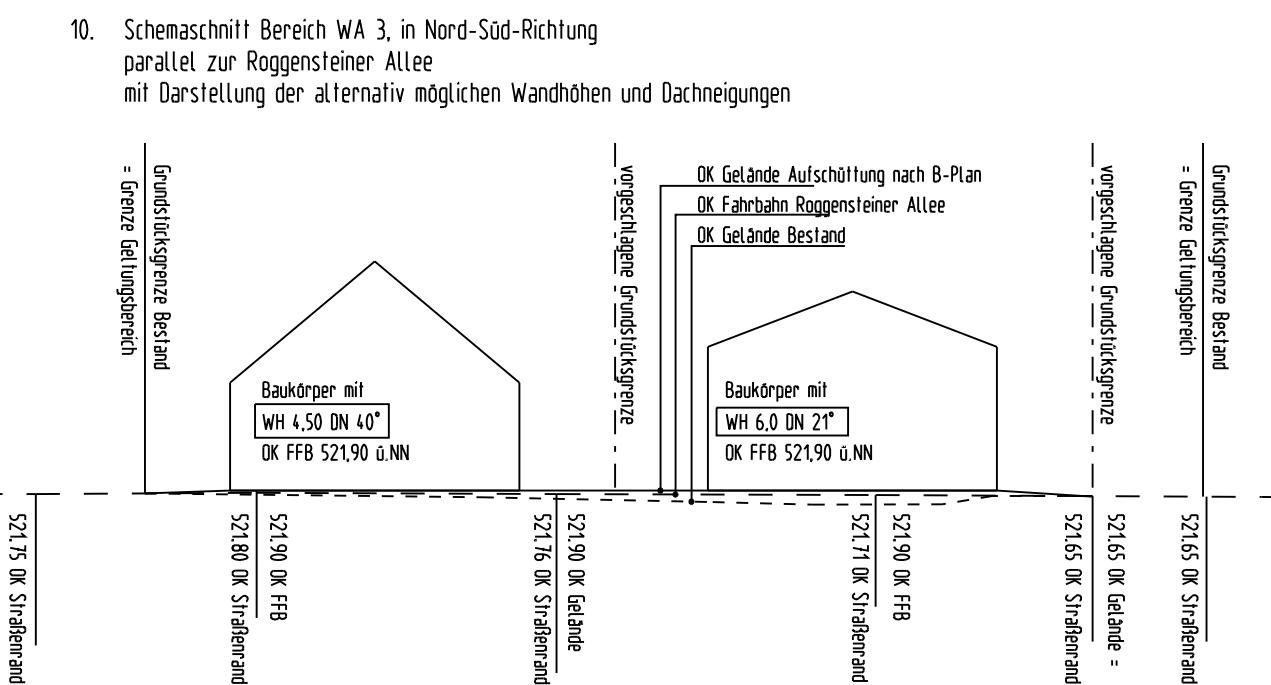 10. Schemaschnitt Bereich WA 3, in Nord-Süd-Richtung
parallel zur Roggensteiner Allee
mit Darstellung der alternativ möglichen Wandhöhen und Dachneigungen
Grundstücksgrenze Bestand
= Grenze Geltungsbereich
vorgeschlagene Grundstücksgrenze
OK Gelände Aufschüttung nach B-Plan
OK Fahrbahn Roggensteiner Allee
OK Gelände Bestand
vorgeschlagene Grundstücksgrenze
Grundstücksgrenze Bestand
= Grenze Geltungsbereich
Baukörper mit
WH 4,50 DN 40°
OK FFB 521,90 ü.NN
Baukörper mit
WH 6,0 DN 21°
OK FFB 521,90 ü.NN
521.75 OK Straßenrand
521.90 OK FFB
521.80 OK Straßenrand
521.90 OK Gelände
521.76 OK Straßenrand
521.90 OK FFB
521.71 OK Straßenrand
521.65 OK Gelände =
521.65 OK Straßenrand
521.65 OK Straßenrand